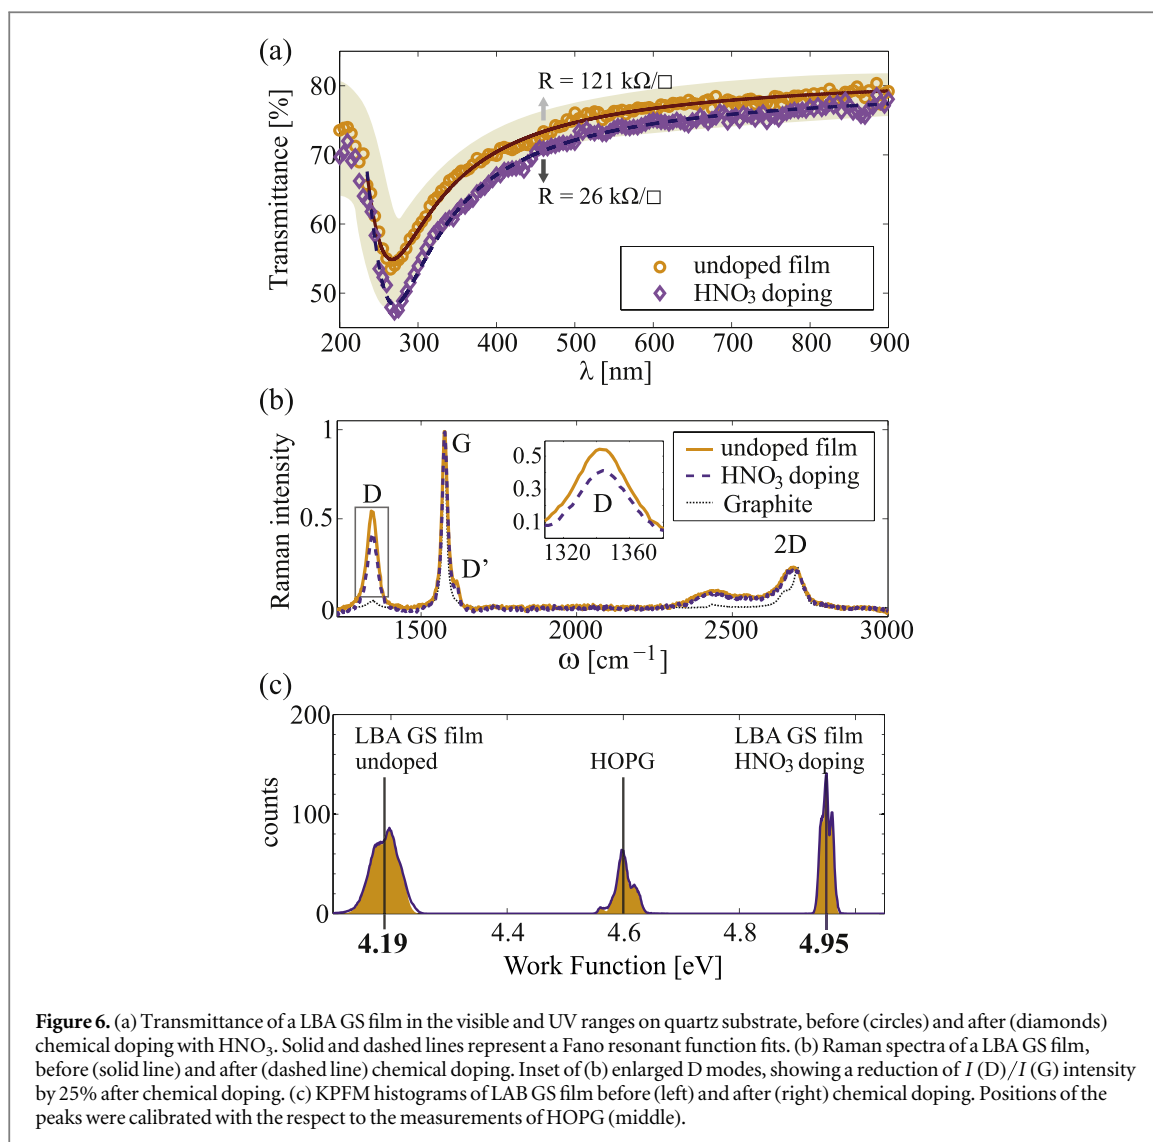 (a)
Transmittance [%]
80
70
60
50
R = 121 kΩ/□
R = 26 kΩ/□
undoped film
HNO₃ doping
200 300 400 500 600 700 800 900
λ [nm]
(b)
Raman intensity
1
0.5
0
D
G
D’
2D
0.5
0.3
0.1
D
1320 1360
undoped film
HNO₃ doping
Graphite
1500 2000 2500 3000
ω [cm⁻¹]
(c)
counts
200
100
0
LBA GS film
undoped
HOPG
LBA GS film
HNO₃ doping
4.19 4.4 4.6 4.8 4.95
Work Function [eV]
Figure 6. (a) Transmittance of a LBA GS film in the visible and UV ranges on quartz substrate, before (circles) and after (diamonds)
chemical doping with HNO₃. Solid and dashed lines represent a Fano resonant function fits. (b) Raman spectra of a LBA GS film,
before (solid line) and after (dashed line) chemical doping. Inset of (b) enlarged D modes, showing a reduction of I (D)/I (G) intensity
by 25% after chemical doping. (c) KPFM histograms of LAB GS film before (left) and after (right) chemical doping. Positions of the
peaks were calibrated with the respect to the measurements of HOPG (middle).